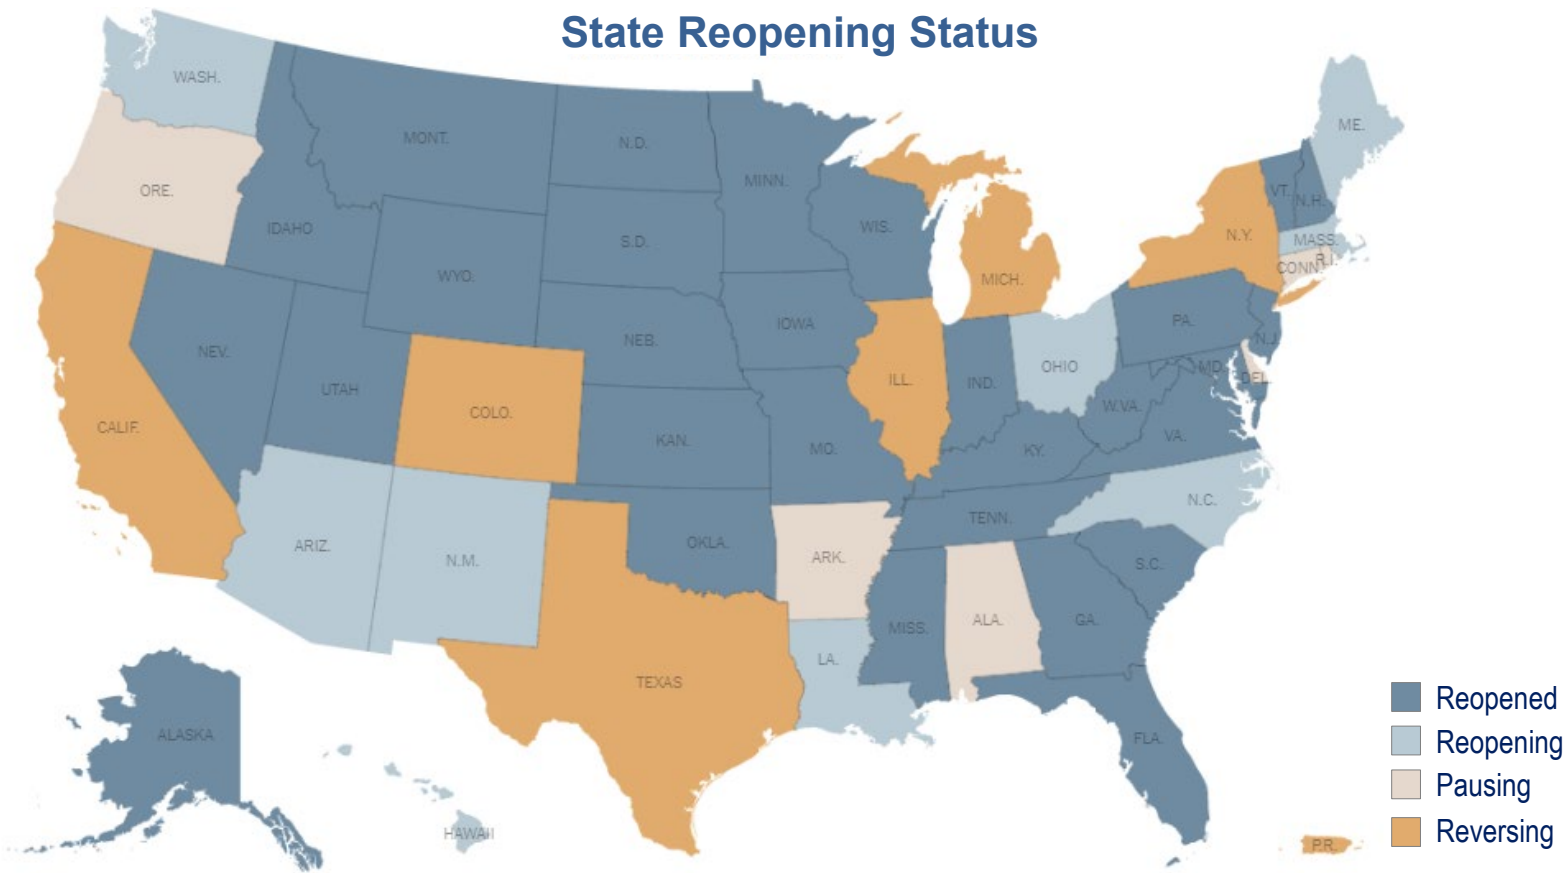 State Reopening Status
WASH.
MONT.
N.D.
MINN.
ME.
ORE.
IDAHO
S.D.
WIS.
VT.
N.H.
WYO.
MICH.
N.Y.
MASS.
CONN.
R.I.
NEV.
UTAH
NEB.
IOWA
PA.
N.J.
COLO.
ILL.
IND.
OHIO
MD.
DEL.
CALIF.
KAN.
MO.
KY.
W.VA.
VA.
ARIZ.
N.M.
OKLA.
ARK.
TENN.
N.C.
MISS.
ALA.
GA.
S.C.
TEXAS
LA.
FLA.
ALASKA
HAWAII
P.R.
Reopened
Reopening
Pausing
Reversing